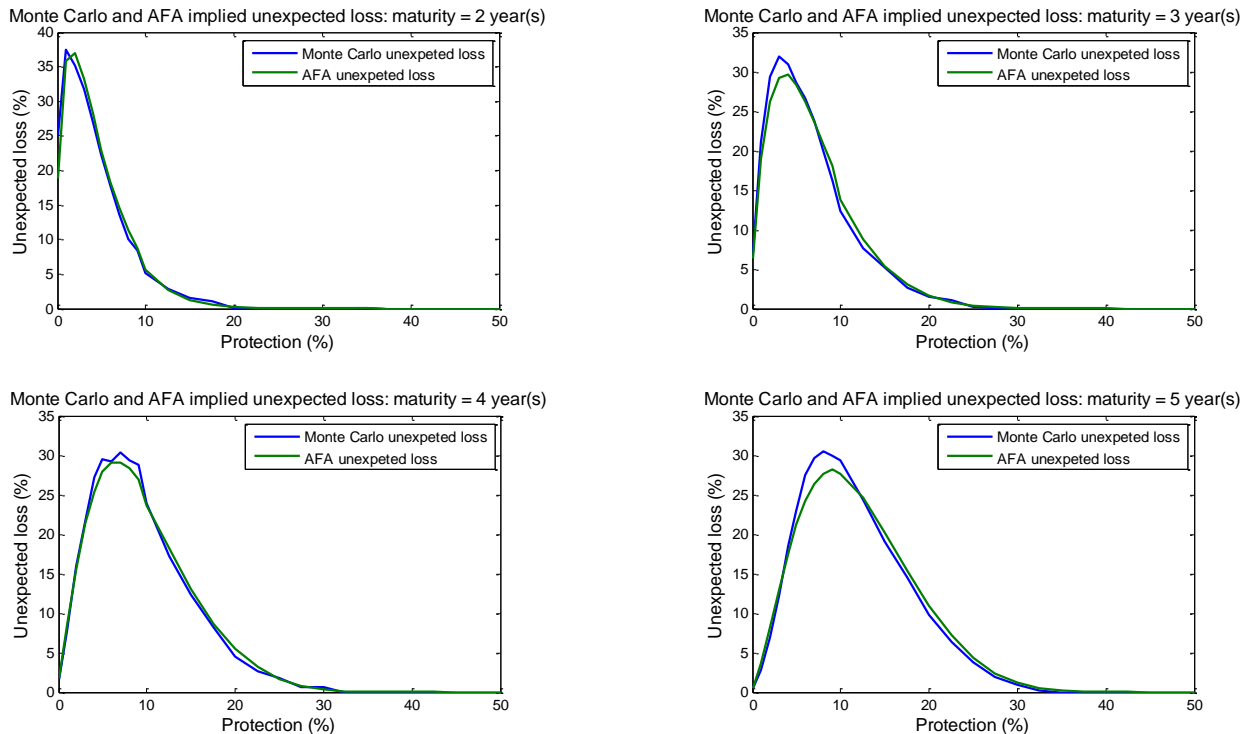 Monte Carlo and AFA implied unexpected loss: maturity = 2 year(s)
40
35
30
25
20
15
10
5
0
0 10 20 30 40 50
Unexpected loss (%)
Protection (%)
Monte Carlo unexpeted loss
AFA unexpeted loss
Monte Carlo and AFA implied unexpected loss: maturity = 3 year(s)
35
30
25
20
15
10
5
0
0 10 20 30 40 50
Unexpected loss (%)
Protection (%)
Monte Carlo unexpeted loss
AFA unexpeted loss
Monte Carlo and AFA implied unexpected loss: maturity = 4 year(s)
35
30
25
20
15
10
5
0
0 10 20 30 40 50
Unexpected loss (%)
Protection (%)
Monte Carlo unexpeted loss
AFA unexpeted loss
Monte Carlo and AFA implied unexpected loss: maturity = 5 year(s)
35
30
25
20
15
10
5
0
0 10 20 30 40 50
Unexpected loss (%)
Protection (%)
Monte Carlo unexpeted loss
AFA unexpeted loss